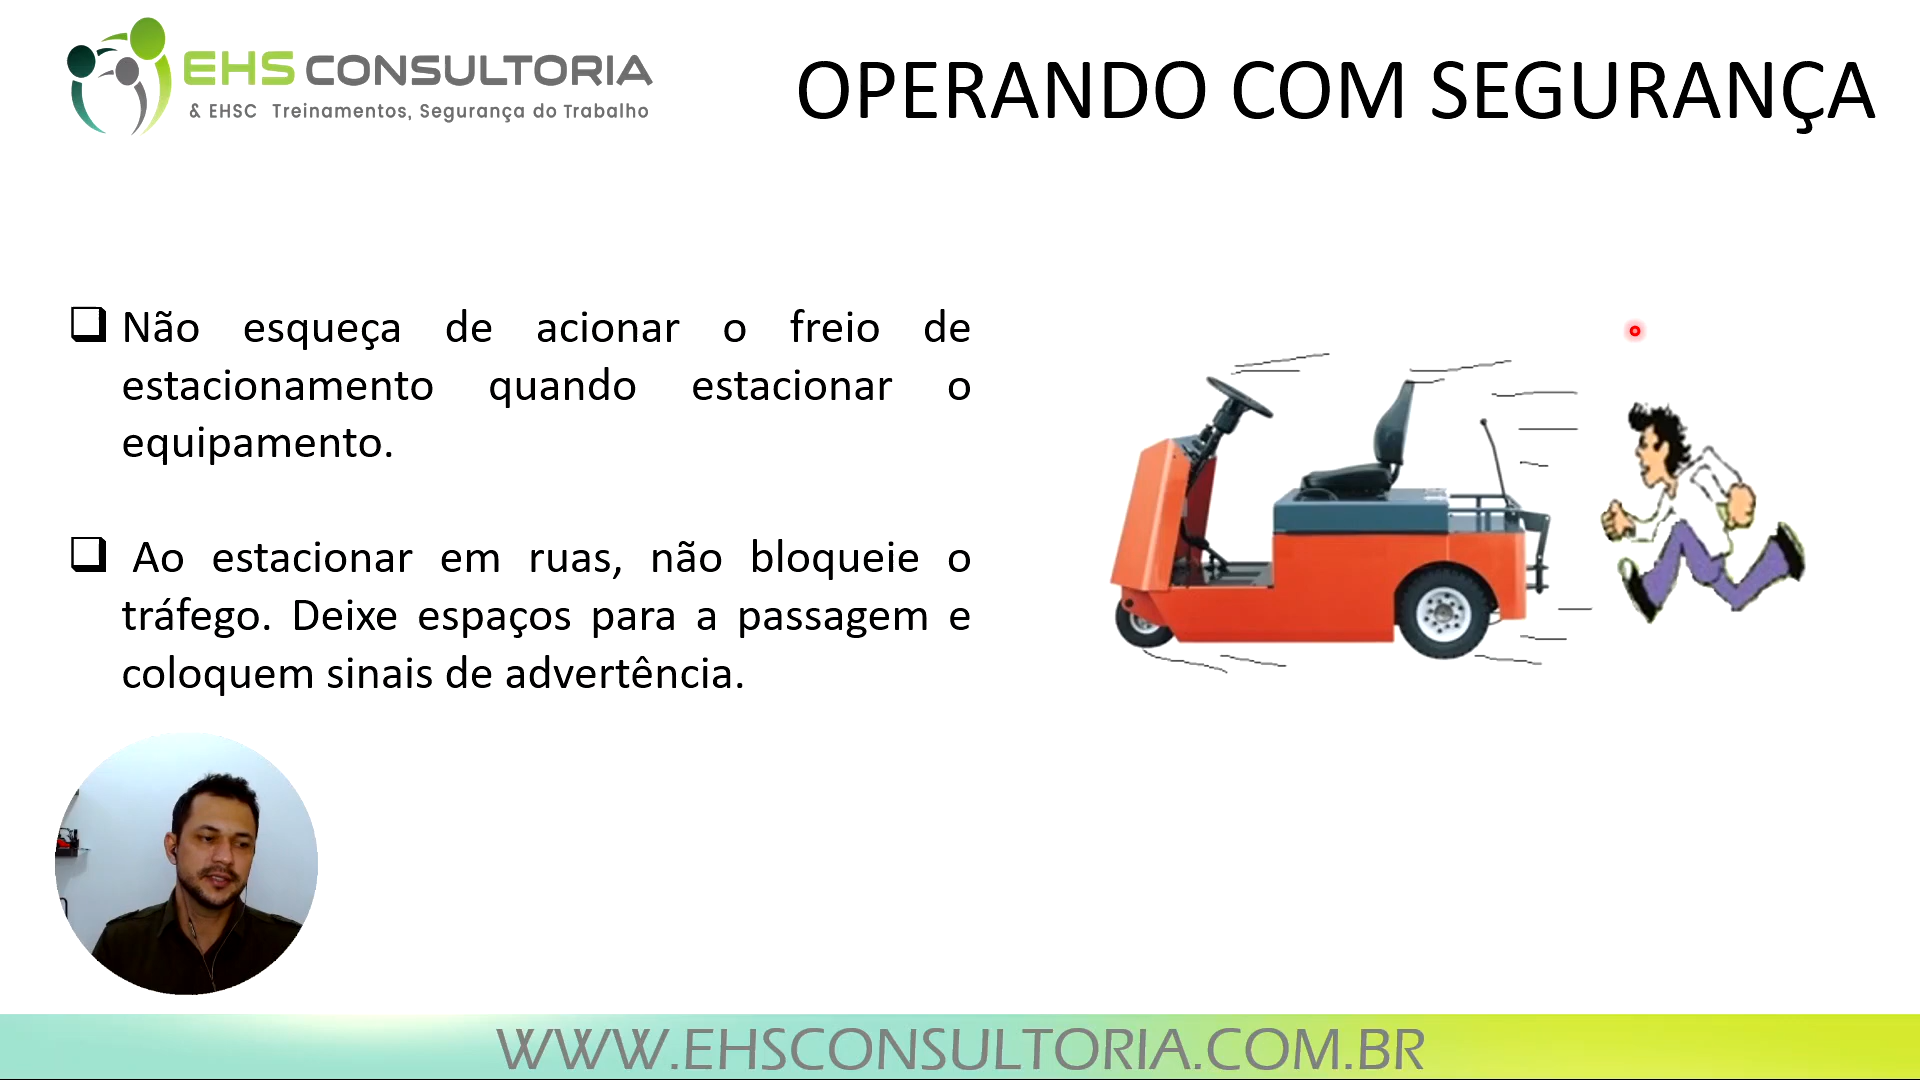 EHS CONSULTORIA
& EHSC Treinamentos, Segurança do Trabalho
OPERANDO COM SEGURANÇA
Não esqueça de acionar o freio de
estacionamento quando estacionar o
equipamento.
Ao estacionar em ruas, não bloqueie o
tráfego. Deixe espaços para a passagem e
coloquem sinais de advertência.
WWW.EHSCONSULTORIA.COM.BR